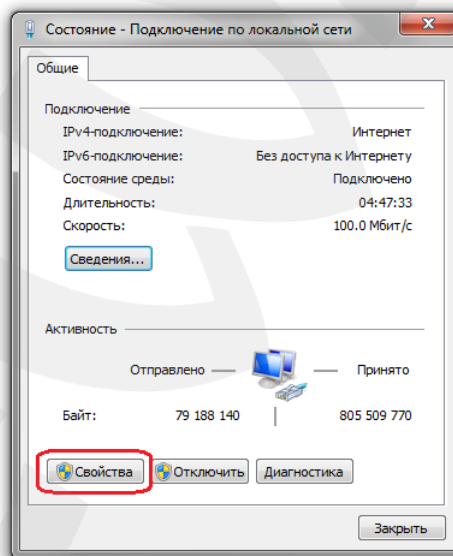 Состояние - Подключение по локальной сети
Общие
Подключение
IPv4-подключение: Интернет
IPv6-подключение: Без доступа к Интернету
Состояние среды: Подключено
Длительность: 04:47:33
Скорость: 100.0 Мбит/с
Сведения...
Активность
Отправлено — — Принято
Байт: 79 188 140 | 805 509 770
Свойства Отключить Диагностика
Закрыть